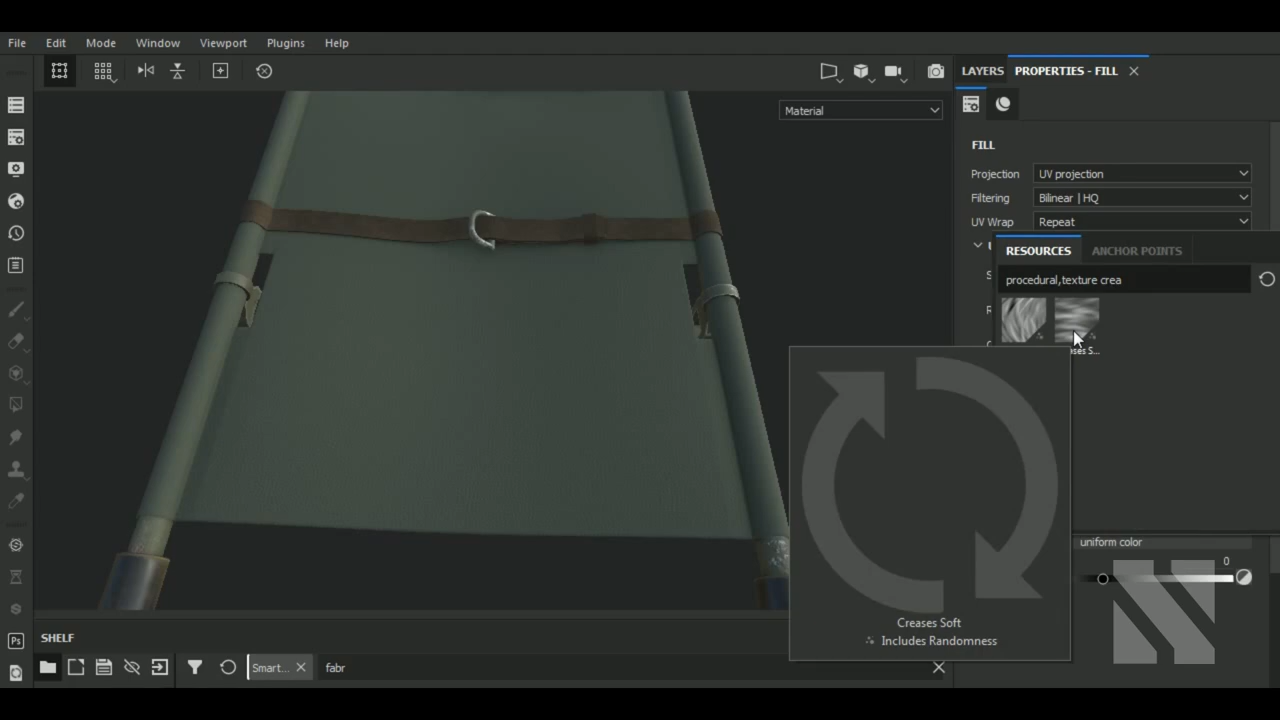 File Edit Mode Window Viewport Plugins Help
LAYERS PROPERTIES - FILL
Material
FILL
Projection UV projection
Filtering Bilinear | HQ
UV Wrap Repeat
RESOURCES ANCHOR POINTS
procedural,texture crea
Creases Soft
Includes Randomness
uniform color
0
SHELF
Smart... fabr
Ps